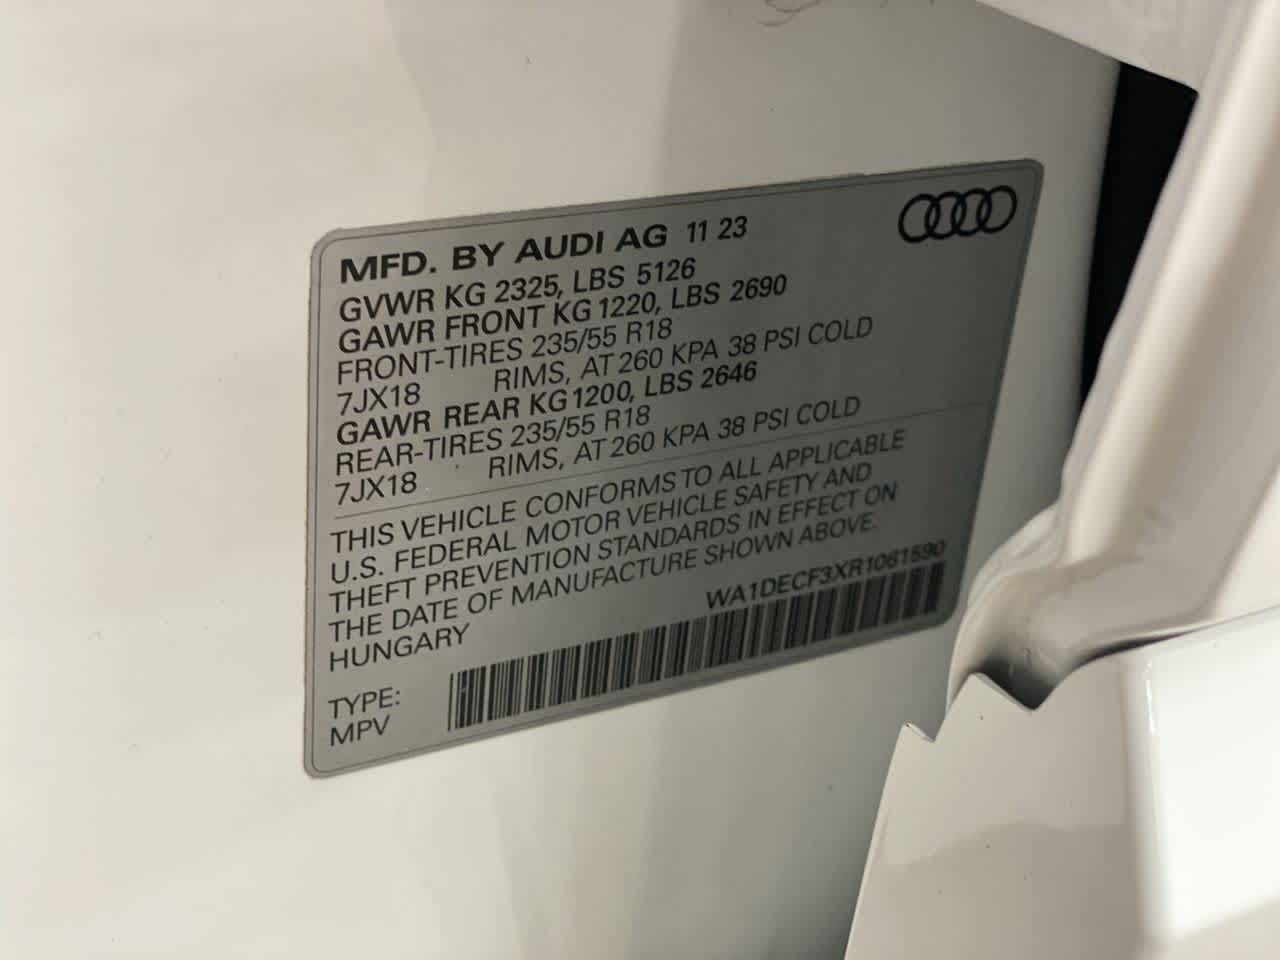 MFD. BY AUDI AG 11 23
GVWR KG 2325, LBS 5126
GAWR FRONT KG 1220, LBS 2690
FRONT-TIRES 235/55 R18
7JX18 RIMS, AT 260 KPA 38 PSI COLD
GAWR REAR KG 1200, LBS 2646
REAR-TIRES 235/55 R18
7JX18 RIMS, AT 260 KPA 38 PSI COLD
THIS VEHICLE CONFORMS TO ALL APPLICABLE
U.S. FEDERAL MOTOR VEHICLE SAFETY AND
THEFT PREVENTION STANDARDS IN EFFECT ON
THE DATE OF MANUFACTURE SHOWN ABOVE.
HUNGARY
WA1DECF3XR1061590
TYPE:
MPV